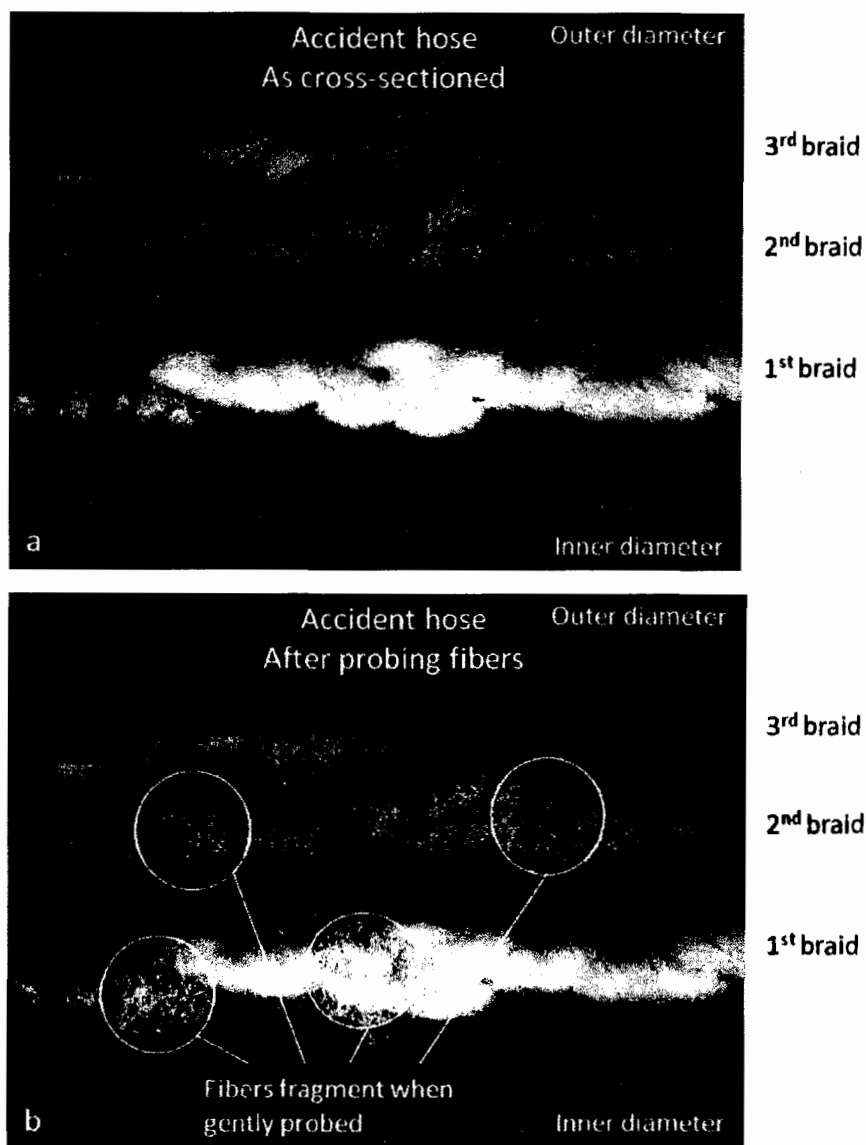 Accident hose Outer diameter
As cross-sectioned
3rd braid
2nd braid
1st braid
a Inner diameter
Accident hose Outer diameter
After probing fibers
3rd braid
2nd braid
1st braid
Fibers fragment when
gently probed
b Inner diameter